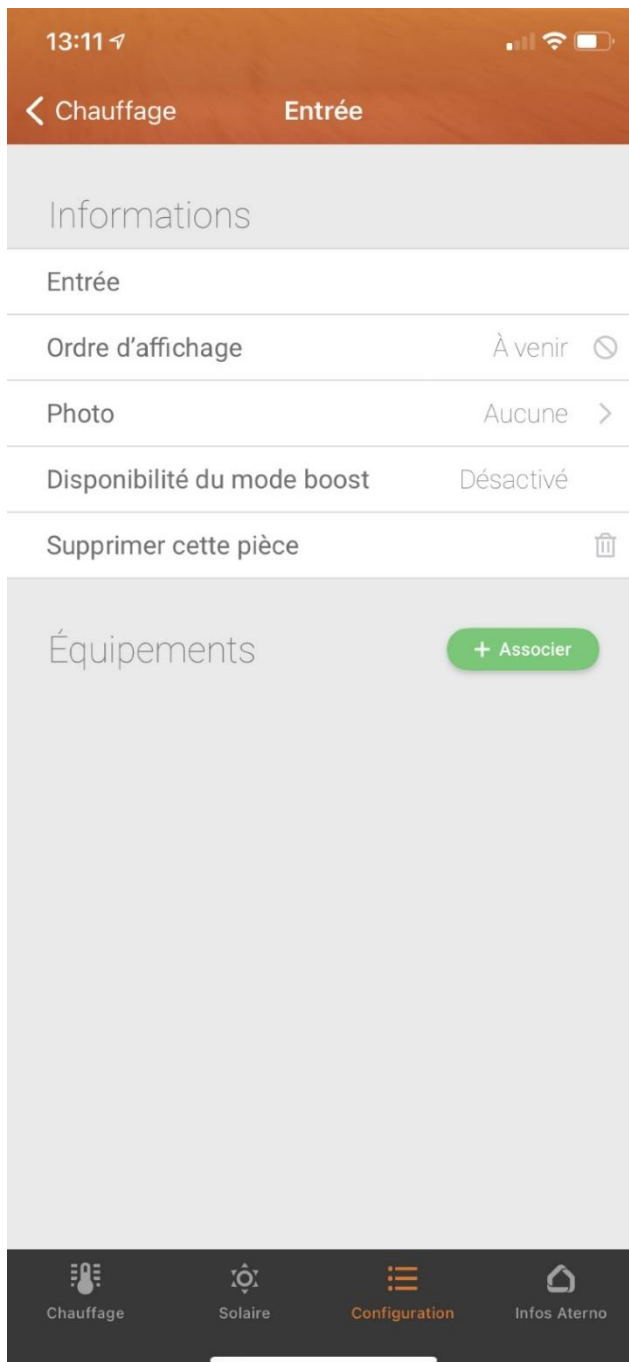 13:11
Chauffage Entrée
Informations
Entrée
Ordre d'affichage À venir
Photo Aucune
Disponibilité du mode boost Désactivé
Supprimer cette pièce
Équipements + Associer
Chauffage Solaire Configuration Infos Aterno